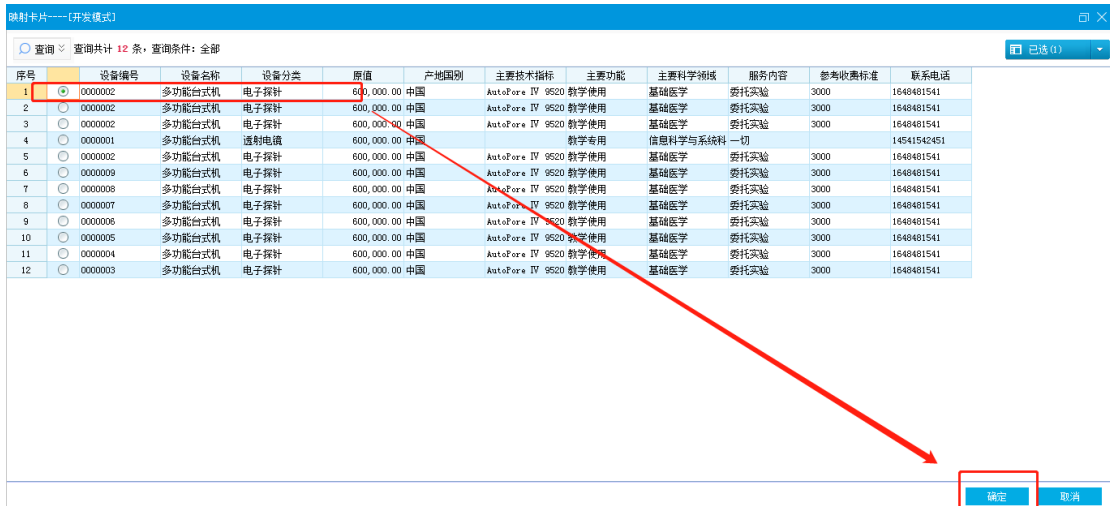 映射卡片----[开发模式]
查询 查询共计 12 条，查询条件：全部 已选(1)
序号 设备编号 设备名称 设备分类 原值 产地国别 主要技术指标 主要功能 主要科学领域 服务内容 参考收费标准 联系电话
1 0000002 多功能台式机 电子探针 600,000.00 中国 AutoPore IV 9520 教学使用 基础医学 委托实验 3000 1648481541
2 0000002 多功能台式机 电子探针 600,000.00 中国 AutoPore IV 9520 教学使用 基础医学 委托实验 3000 1648481541
3 0000002 多功能台式机 电子探针 600,000.00 中国 AutoPore IV 9520 教学使用 基础医学 委托实验 3000 1648481541
4 0000001 多功能台式机 透射电镜 600,000.00 中国 教学专用 信息科学与系统科 一切 14541542451
5 0000002 多功能台式机 电子探针 600,000.00 中国 AutoPore IV 9520 教学使用 基础医学 委托实验 3000 1648481541
6 0000009 多功能台式机 电子探针 600,000.00 中国 AutoPore IV 9520 教学使用 基础医学 委托实验 3000 1648481541
7 0000008 多功能台式机 电子探针 600,000.00 中国 AutoPore IV 9520 教学使用 基础医学 委托实验 3000 1648481541
8 0000007 多功能台式机 电子探针 600,000.00 中国 AutoPore IV 9520 教学使用 基础医学 委托实验 3000 1648481541
9 0000006 多功能台式机 电子探针 600,000.00 中国 AutoPore IV 9520 教学使用 基础医学 委托实验 3000 1648481541
10 0000005 多功能台式机 电子探针 600,000.00 中国 AutoPore IV 9520 教学使用 基础医学 委托实验 3000 1648481541
11 0000004 多功能台式机 电子探针 600,000.00 中国 AutoPore IV 9520 教学使用 基础医学 委托实验 3000 1648481541
12 0000003 多功能台式机 电子探针 600,000.00 中国 AutoPore IV 9520 教学使用 基础医学 委托实验 3000 1648481541
确定 取消